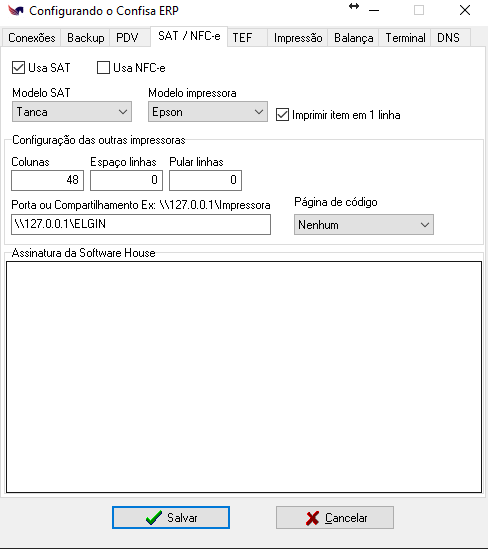 Configurando o Confisa ERP
Conexões Backup PDV SAT / NFC-e TEF Impressão Balança Terminal DNS
Usa SAT Usa NFC-e
Modelo SAT Modelo impressora
Tanca Epson Imprimir item em 1 linha
Configuração das outras impressoras
Colunas Espaço linhas Pular linhas
48 0 0
Porta ou Compartilhamento Ex: \\127.0.0.1\Impressora Página de código
\\127.0.0.1\ELGIN Nenhum
Assinatura da Software House
Salvar Cancelar